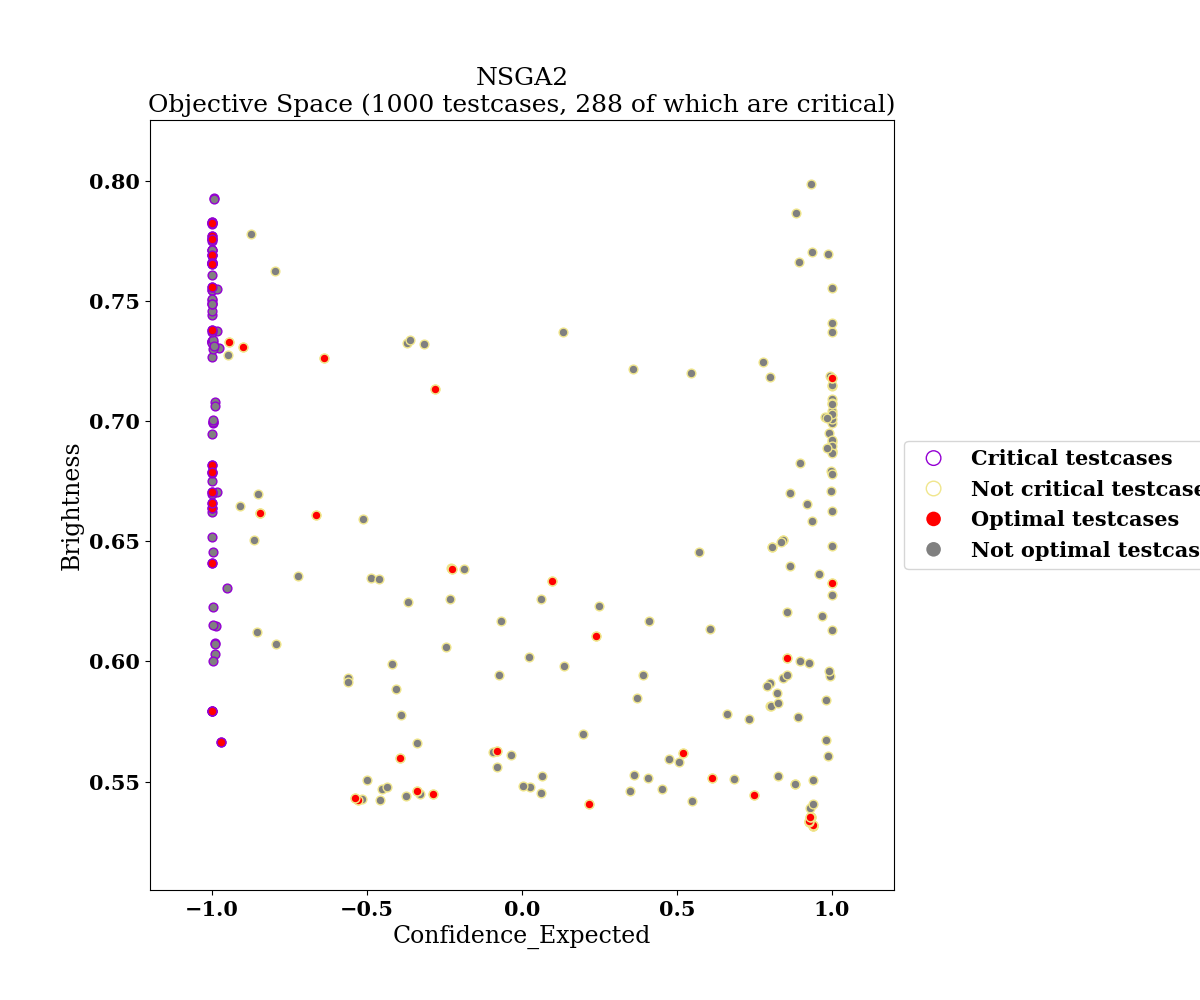 NSGA2
Objective Space (1000 testcases, 288 of which are critical)
0.80
0.75
0.70
0.65
0.60
0.55
Brightness
−1.0
−0.5
0.0
0.5
1.0
Confidence_Expected
Critical testcases
Not critical testcase
Optimal testcases
Not optimal testcas